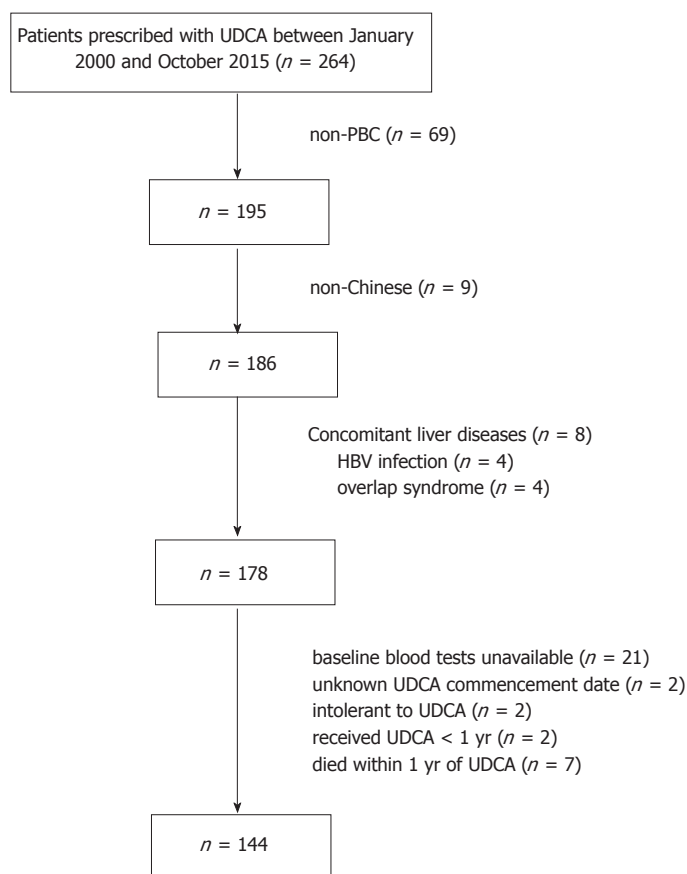 Patients prescribed with UDCA between January
2000 and October 2015 (n = 264)
non-PBC (n = 69)
n = 195
non-Chinese (n = 9)
n = 186
Concomitant liver diseases (n = 8)
HBV infection (n = 4)
overlap syndrome (n = 4)
n = 178
baseline blood tests unavailable (n = 21)
unknown UDCA commencement date (n = 2)
intolerant to UDCA (n = 2)
received UDCA < 1 yr (n = 2)
died within 1 yr of UDCA (n = 7)
n = 144